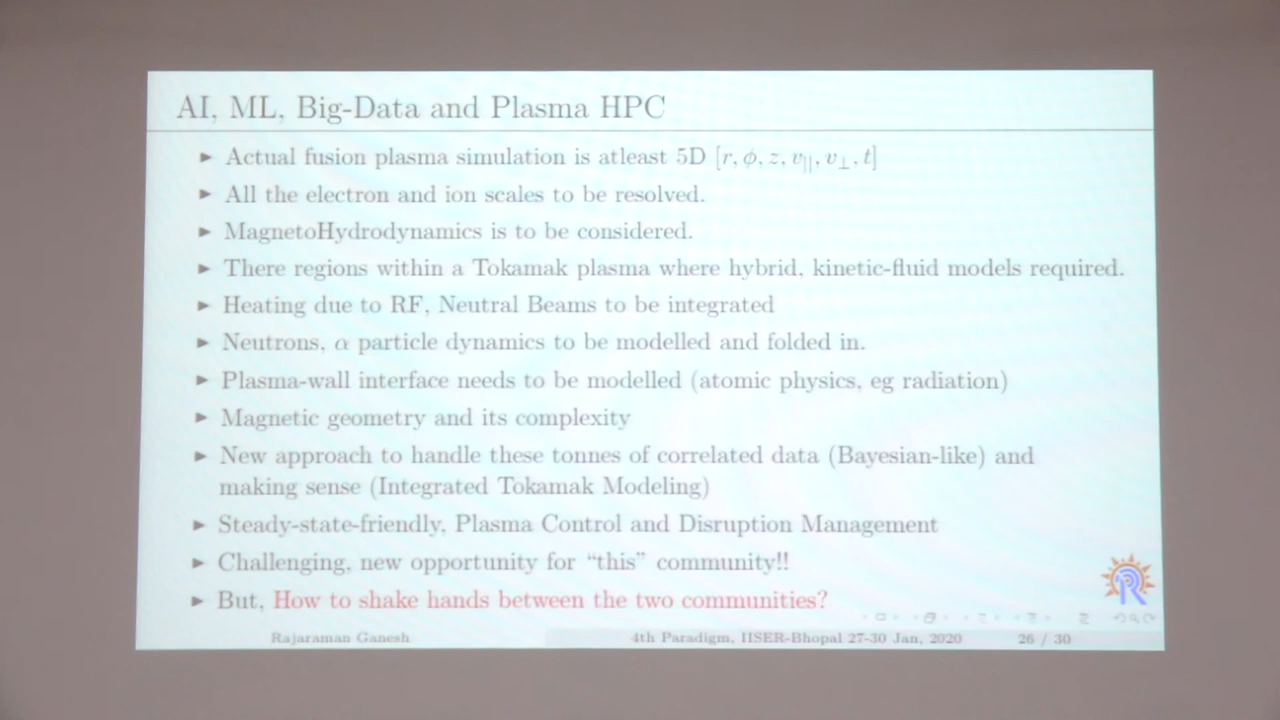 AI, ML, Big-Data and Plasma HPC
▶ Actual fusion plasma simulation is atleast 5D [r, ϕ, z, v||, v⊥, t]
▶ All the electron and ion scales to be resolved.
▶ MagnetoHydrodynamics is to be considered.
▶ There regions within a Tokamak plasma where hybrid, kinetic-fluid models required.
▶ Heating due to RF, Neutral Beams to be integrated
▶ Neutrons, α particle dynamics to be modelled and folded in.
▶ Plasma-wall interface needs to be modelled (atomic physics, eg radiation)
▶ Magnetic geometry and its complexity
▶ New approach to handle these tonnes of correlated data (Bayesian-like) and
making sense (Integrated Tokamak Modeling)
▶ Steady-state-friendly, Plasma Control and Disruption Management
▶ Challenging, new opportunity for “this” community!!
▶ But, How to shake hands between the two communities?
Rajaraman Ganesh 4th Paradigm, IISER-Bhopal 27-30 Jan, 2020 26 / 30